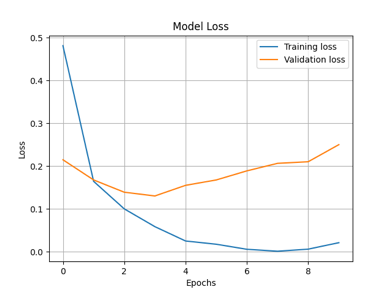 Model Loss
Training loss
Validation loss
Loss
0.5
0.4
0.3
0.2
0.1
0.0
0 2 4 6 8
Epochs